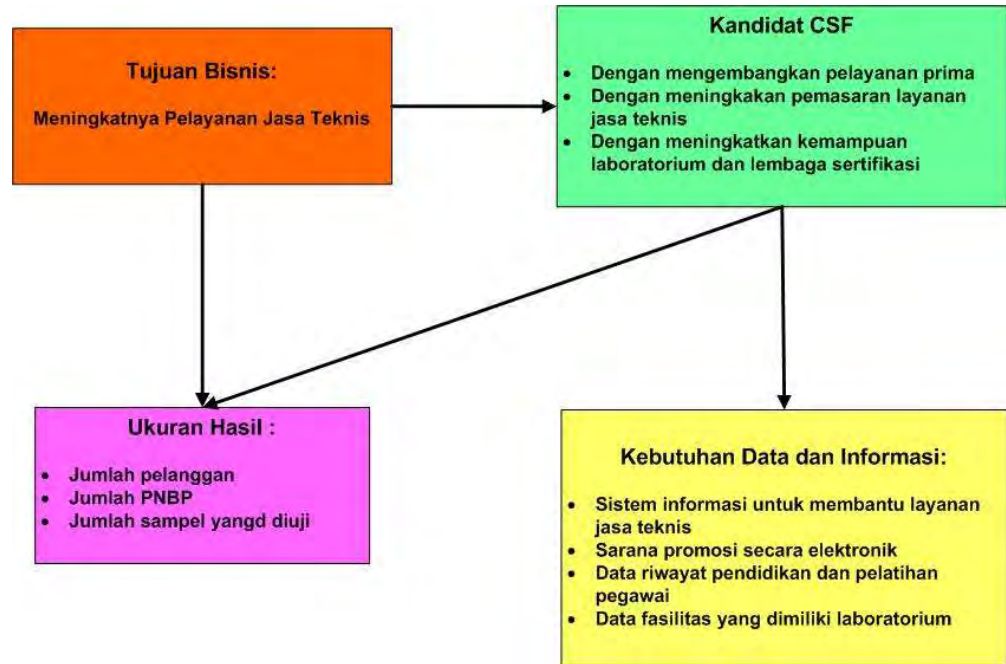 Tujuan Bisnis:
Meningkatnya Pelayanan Jasa Teknis
Kandidat CSF
• Dengan mengembangkan pelayanan prima
• Dengan meningkakan pemasaran layanan
jasa teknis
• Dengan meningkatkan kemampuan
laboratorium dan lembaga sertifikasi
Ukuran Hasil :
• Jumlah pelanggan
• Jumlah PNBP
• Jumlah sampel yangd diuji
Kebutuhan Data dan Informasi:
• Sistem informasi untuk membantu layanan
jasa teknis
• Sarana promosi secara elektronik
• Data riwayat pendidikan dan pelatihan
pegawai
• Data fasilitas yang dimiliki laboratorium